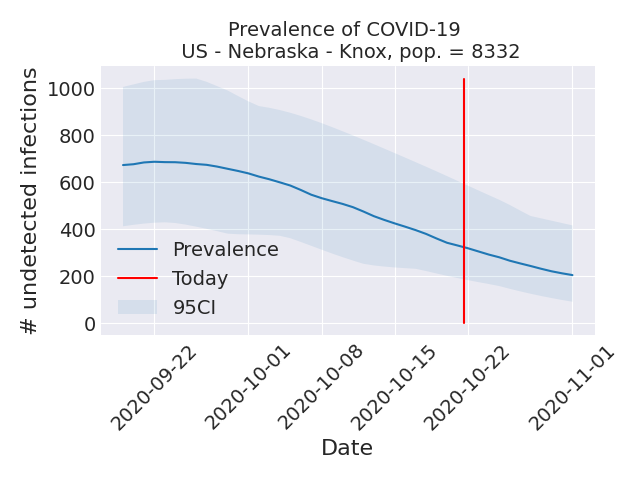 Prevalence of COVID-19
US - Nebraska - Knox, pop. = 8332
# undetected infections
1000
800
600
400
200
0
Prevalence
Today
95CI
2020-09-22
2020-10-01
2020-10-08
2020-10-15
2020-10-22
2020-11-01
Date